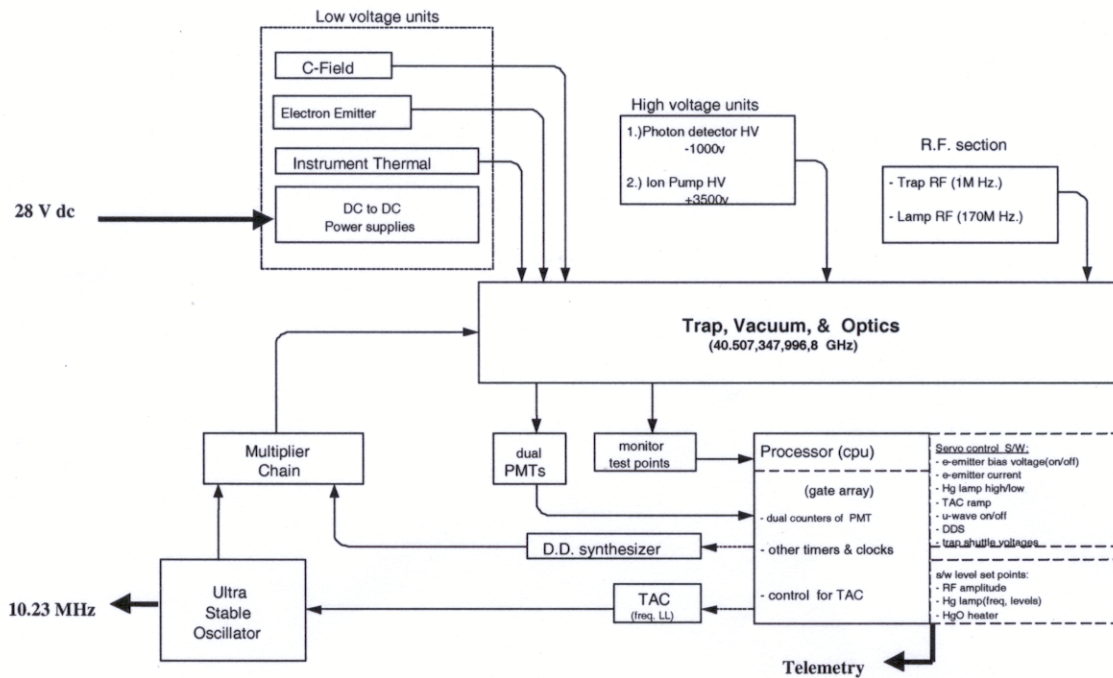 Low voltage units
C-Field
Electron Emitter
Instrument Thermal
DC to DC
Power supplies
28 V dc
High voltage units
1.)Photon detector HV
-1000v
2.) Ion Pump HV
+3500v
R.F. section
- Trap RF (1M Hz.)
- Lamp RF (170M Hz.)
Trap, Vacuum, & Optics
(40.507,347,996,8 GHz)
Multiplier
Chain
dual
PMTs
monitor
test points
Processor (cpu)
(gate array)
- dual counters of PMT
- other timers & clocks
- control for TAC
Servo control S/W:
- e-emitter bias voltage(on/off)
- e-emitter current
- Hg lamp high/low
- TAC ramp
- u-wave on/off
- DDS
- trap shuttle voltages
s/w level set points:
- RF amplitude
- Hg lamp(freq, levels)
- HgO heater
D.D. synthesizer
TAC
(freq. LL)
Ultra
Stable
Oscillator
10.23 MHz
Telemetry